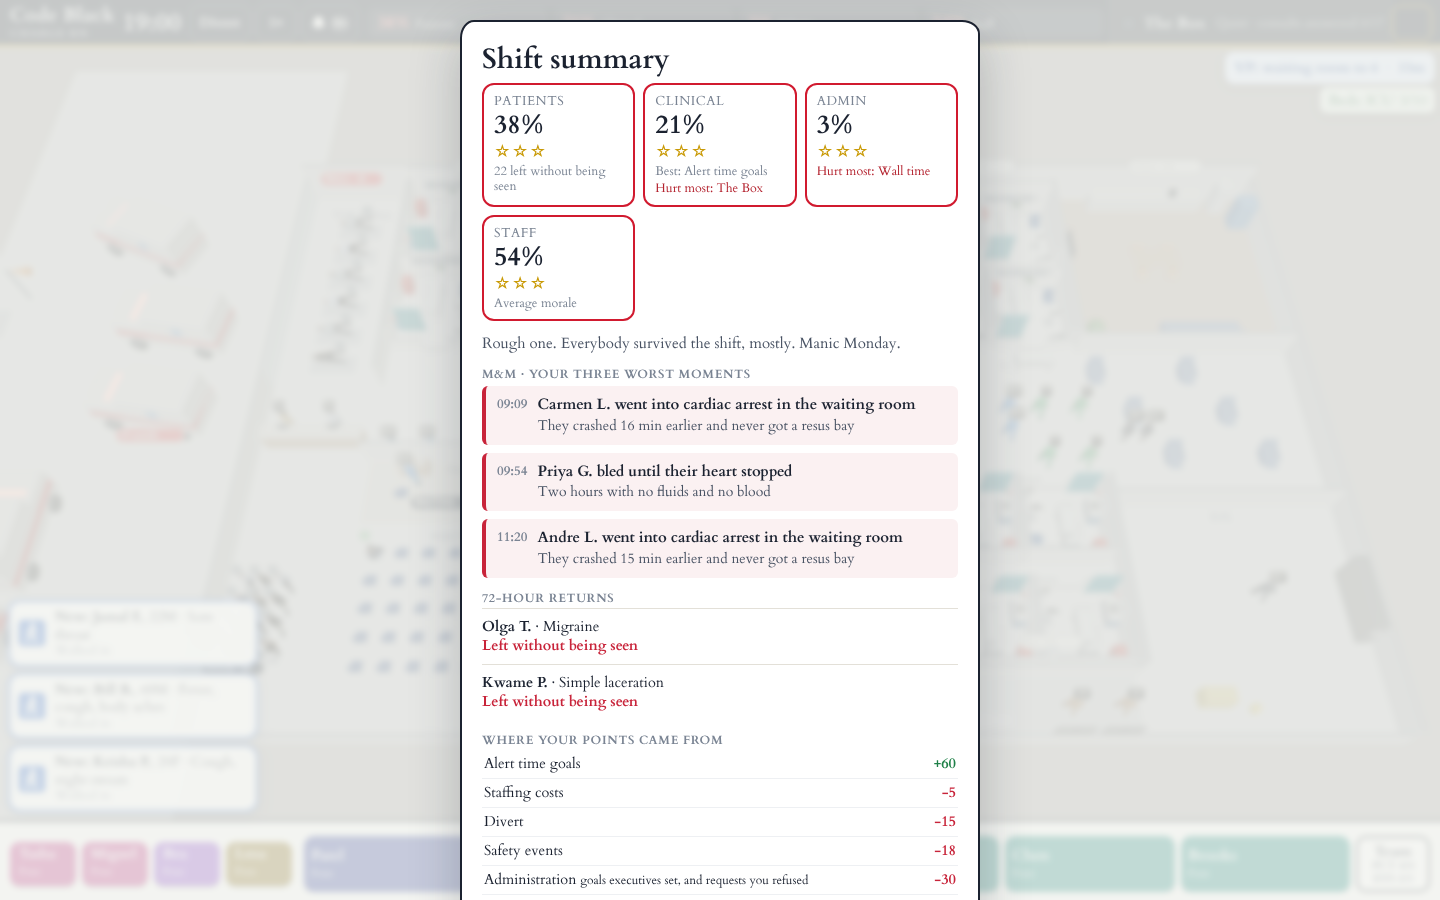 Code Black
19:00
Shift summary
PATIENTS
38%
☆☆☆
22 left without being
seen
CLINICAL
21%
☆☆☆
Best: Alert time goals
Hurt most: The Box
ADMIN
3%
☆☆☆
Hurt most: Wall time
STAFF
54%
☆☆☆
Average morale
Rough one. Everybody survived the shift, mostly. Manic Monday.
M&M · YOUR THREE WORST MOMENTS
09:09 Carmen L. went into cardiac arrest in the waiting room
They crashed 16 min earlier and never got a resus bay
09:54 Priya G. bled until their heart stopped
Two hours with no fluids and no blood
11:20 Andre L. went into cardiac arrest in the waiting room
They crashed 15 min earlier and never got a resus bay
72-HOUR RETURNS
Olga T. · Migraine
Left without being seen
Kwame P. · Simple laceration
Left without being seen
WHERE YOUR POINTS CAME FROM
Alert time goals +60
Staffing costs -5
Divert -15
Safety events -18
Administration goals executives set, and requests you refused -30